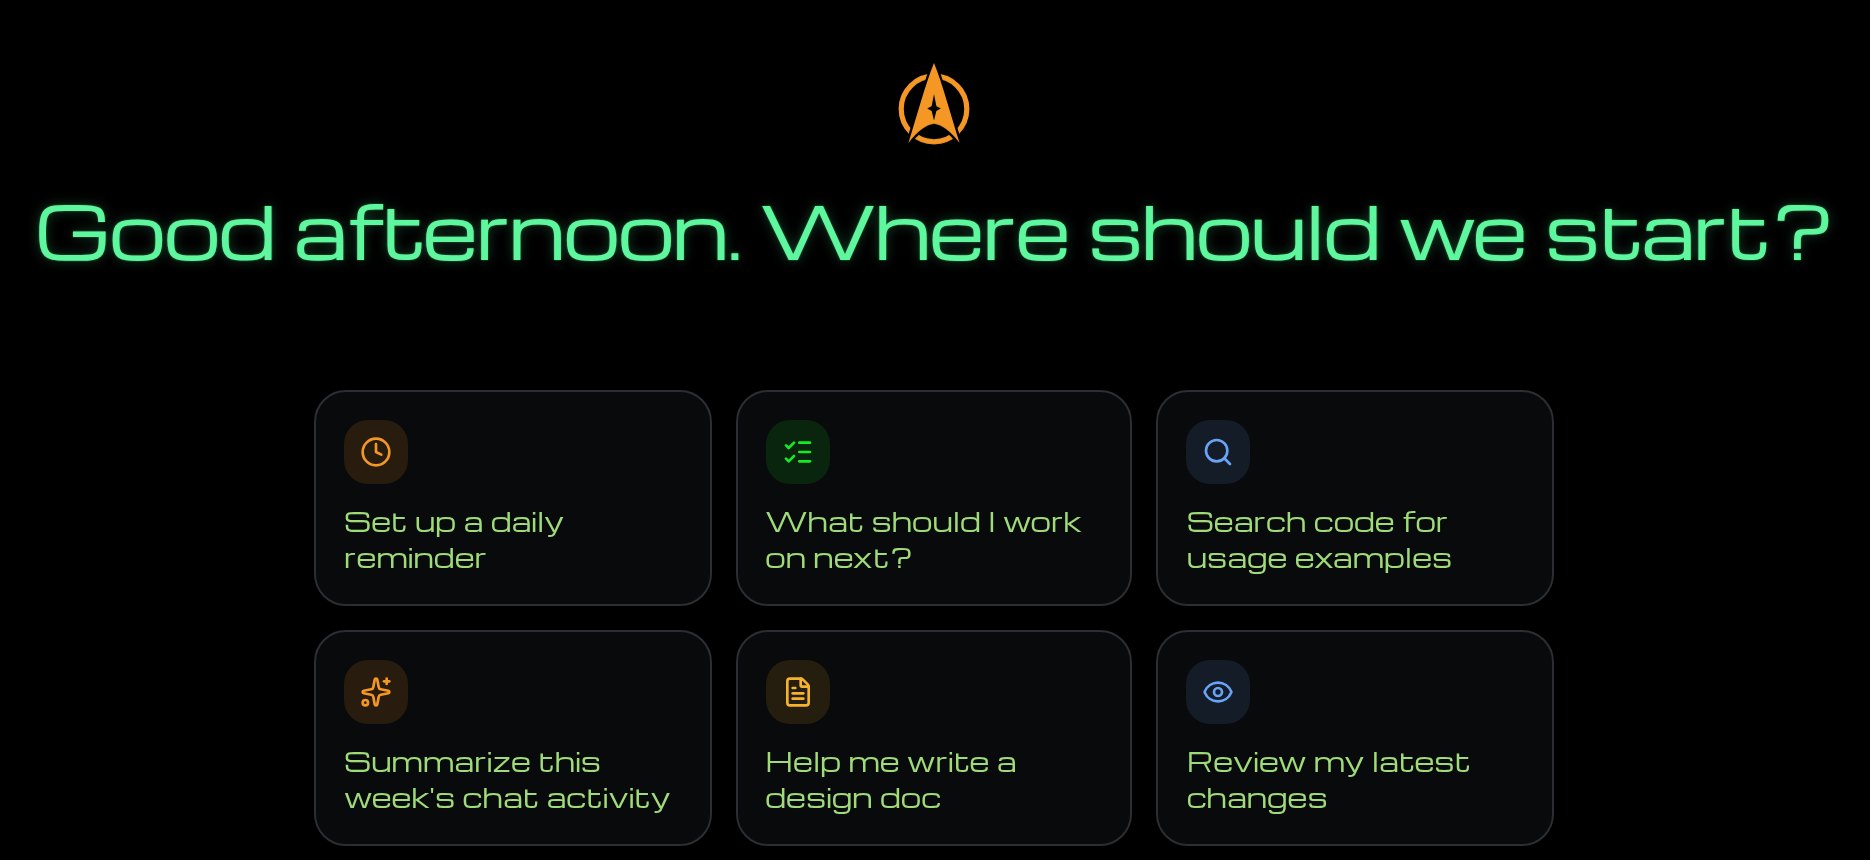 Good afternoon. Where should we start?
Set up a daily
reminder
What should I work
on next?
Search code for
usage examples
Summarize this
week's chat activity
Help me write a
design doc
Review my latest
changes